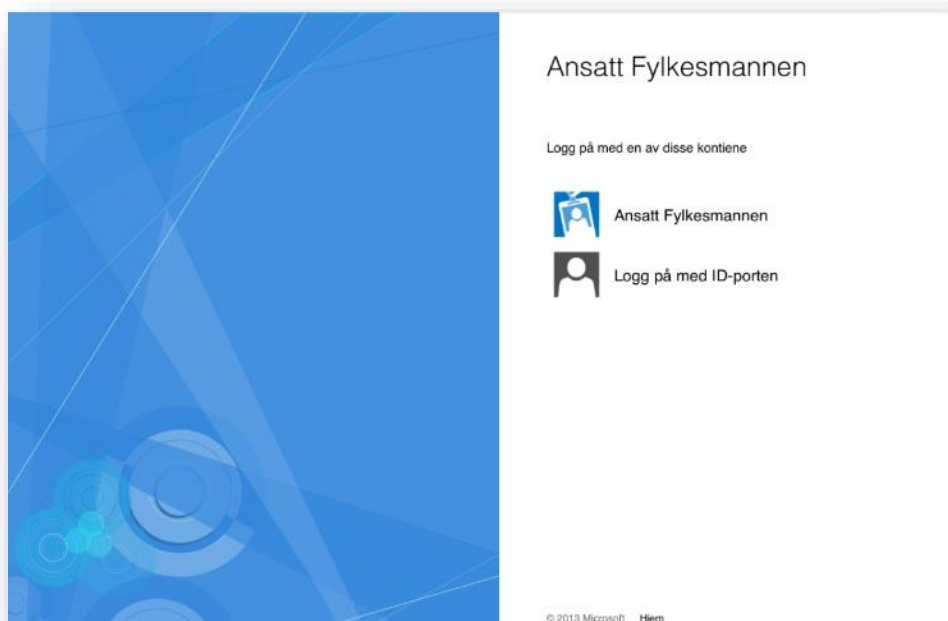 Ansatt Fylkesmannen
Logg på med en av disse kontiene
Ansatt Fylkesmannen
Logg på med ID-porten
© 2013 Microsoft Hjem